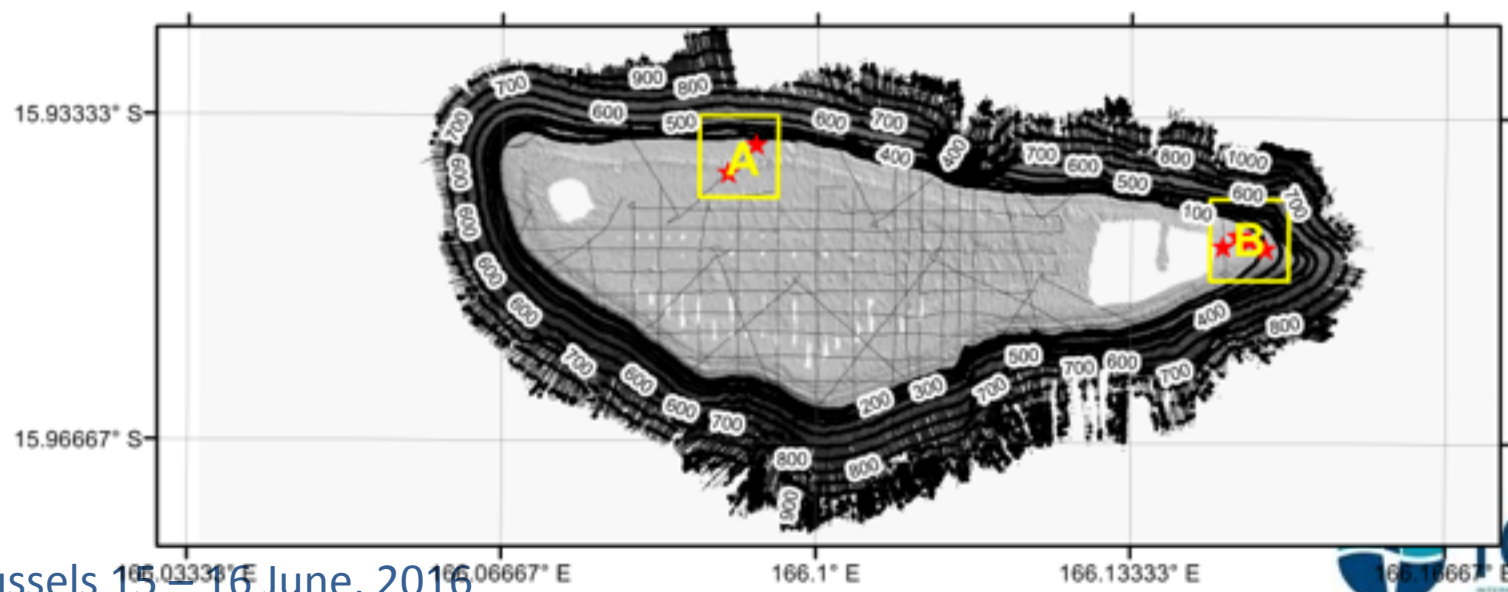 900
700 800
15.93333° S 600 500 600 700
700 400 400 700 600 800 1000
A 500 600 700
600 100
600 B
600
600 400 800
700 500 700 600 700
600 200 300 700
600 700
15.96667° S
800 800
900
ussels 15 – 16 June, 2016
166.03333° E 166.06667° E 166.1° E 166.13333° E 166.16667° E